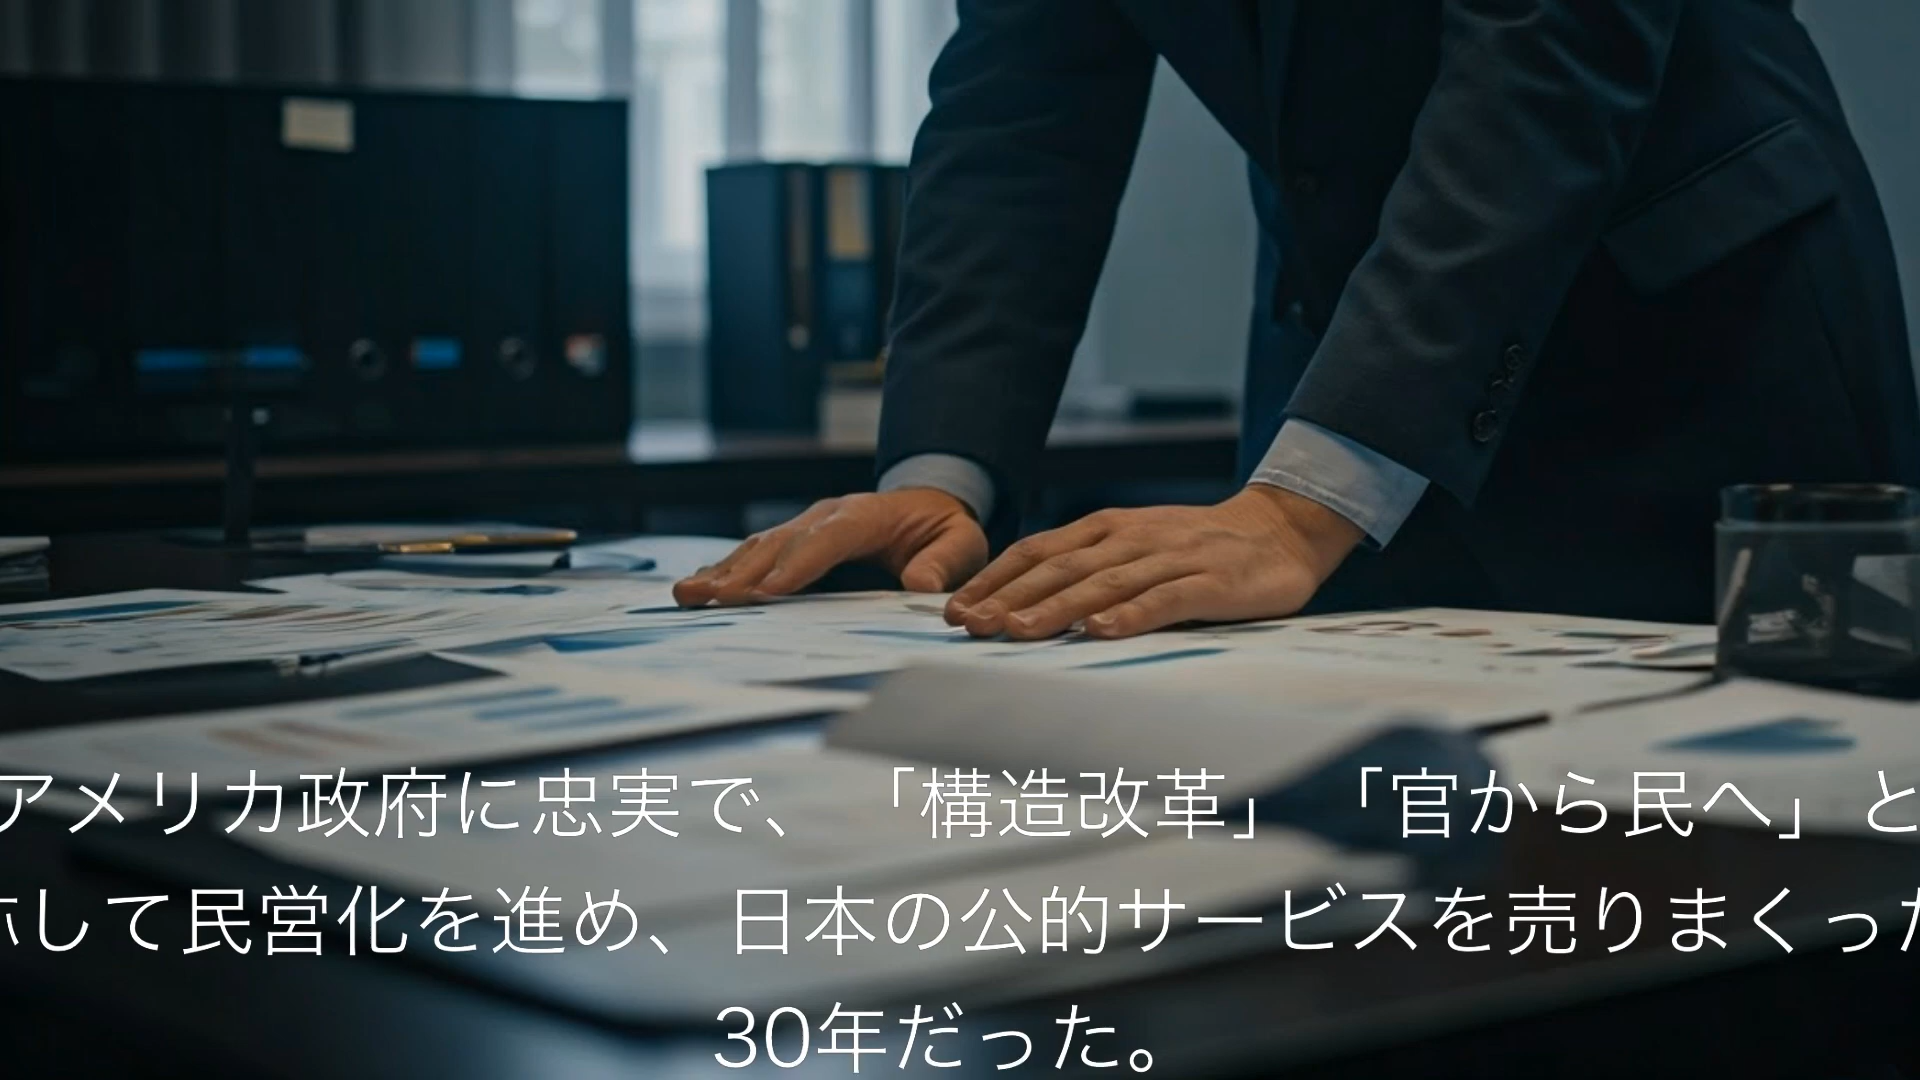 アメリカ政府に忠実で、「構造改革」「官から民へ」と
称して民営化を進め、日本の公的サービスを売りまくった
30年だった。